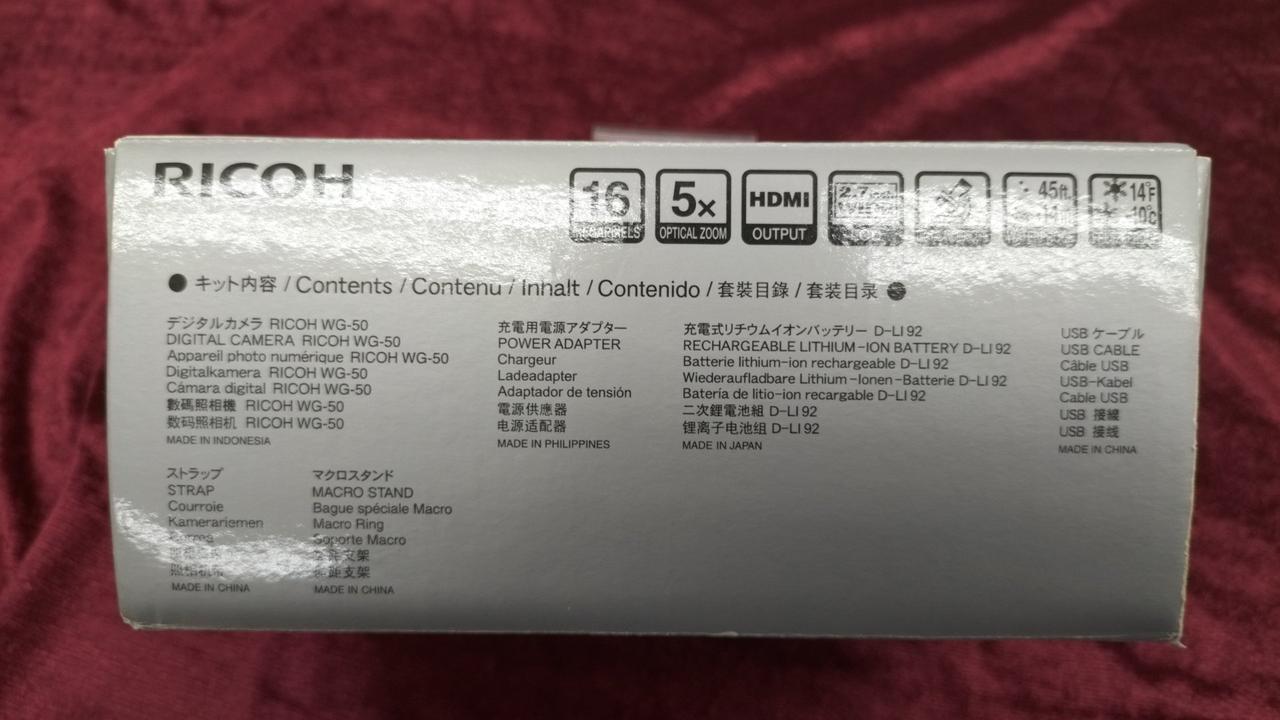 RICOH
16
MEGAPIXELS
5x
OPTICAL ZOOM
HDMI
OUTPUT
2.7
45ft.
14°F
-10°C
● キット内容 / Contents / Contenu / Inhalt / Contenido / 套裝目錄 / 套装目录 ●
デジタルカメラ RICOH WG-50
DIGITAL CAMERA RICOH WG-50
Appareil photo numérique RICOH WG-50
Digitalkamera RICOH WG-50
Cámara digital RICOH WG-50
數碼照相機 RICOH WG-50
数码照相机 RICOH WG-50
MADE IN INDONESIA
充電用電源アダプター
POWER ADAPTER
Chargeur
Ladeadapter
Adaptador de tensión
電源供應器
电源适配器
MADE IN PHILIPPINES
充電式リチウムイオンバッテリー D-LI 92
RECHARGEABLE LITHIUM-ION BATTERY D-LI 92
Batterie lithium-ion rechargeable D-LI 92
Wiederaufladbare Lithium-Ionen-Batterie D-LI 92
Batería de litio-ion recargable D-LI 92
二次鋰電池組 D-LI 92
锂离子电池组 D-LI 92
MADE IN JAPAN
USB ケーブル
USB CABLE
Câble USB
USB-Kabel
Cable USB
USB 接線
USB 接线
MADE IN CHINA
ストラップ
STRAP
Courroie
Kamerariemen
Correa
MADE IN CHINA
マクロスタンド
MACRO STAND
Bague spéciale Macro
Macro Ring
Soporte Macro
支架
支架
MADE IN CHINA